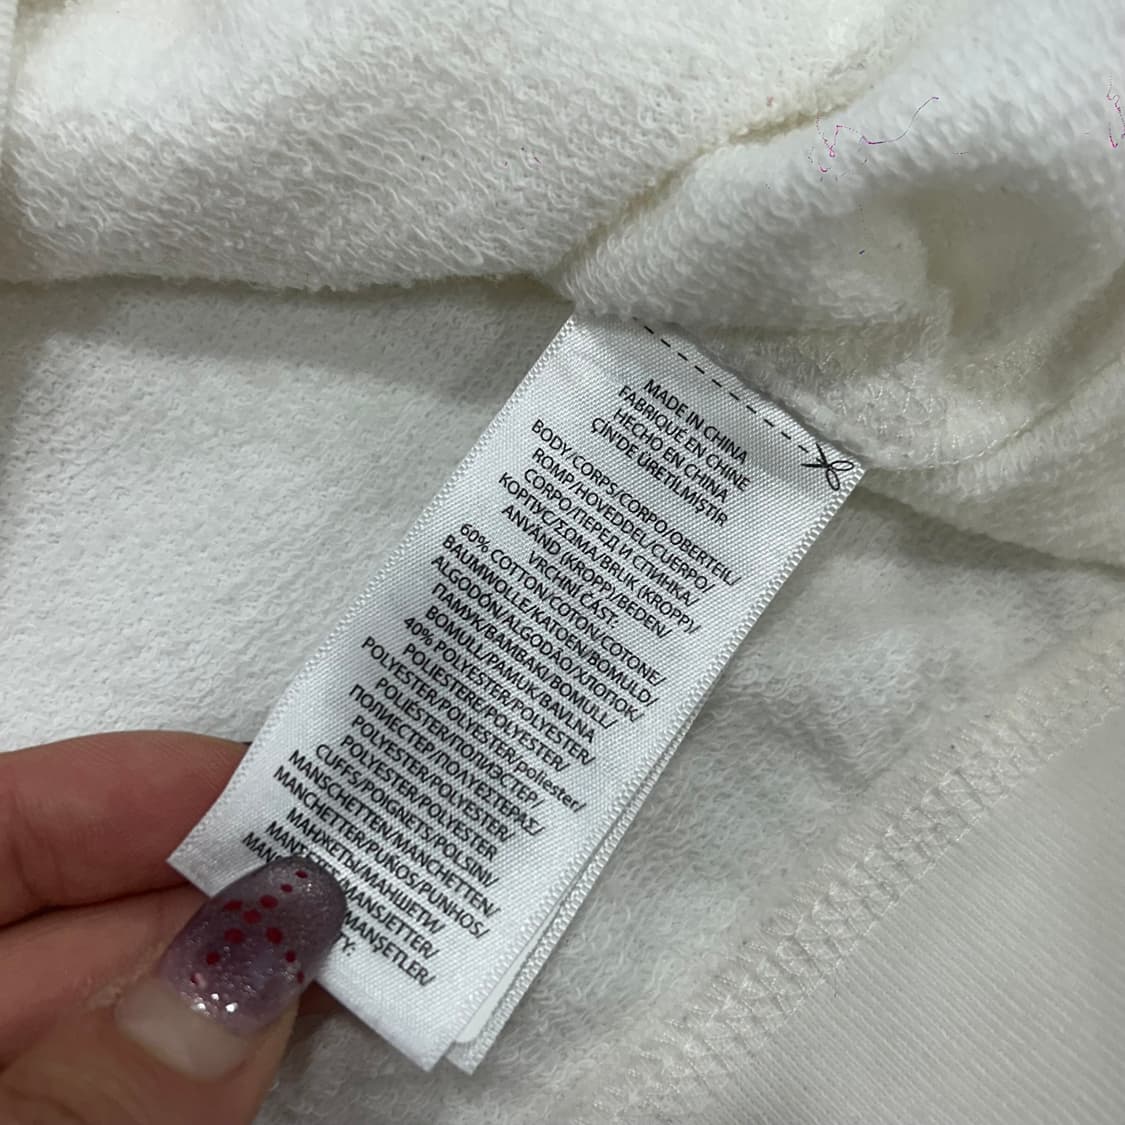 MADE IN CHINA
FABRIQUÉ EN CHINE
HECHO EN CHINA
ÇİN'DE ÜRETİLMİŞTİR
BODY/CORPS/CORPO/OBERTEIL/
ROMP/HOVEDDEL/CUERPO/
CORPO/ПЕРЕД И СПИНКА/
КОРПУС/ΣΩΜΑ/BRUK (KROPP)/
ANVÄND (KROPP)/BEDEN/
VRCHNÍ ČÁST:
60% COTTON/COTON/COTONE/
BAUMWOLLE/KATOEN/BOMULD/
ALGODÓN/ALGODÃO/ХЛОПОК/
ПАМУК/ΒΑΜΒΑΚΙ/BOMULL/
BOMULL/PAMUK/BAVLNA
40% POLYESTER/POLYESTER/
POLIESTERE/POLYESTER/
POLYESTER/POLYESTER/poliester/
POLIÉSTER/ПОЛИЭСТЕР/
ПОЛИЕСТЕР/ΠΟΛΥΕΣΤΕΡΑΣ/
POLYESTER/POLYESTER/
POLYESTER/POLYESTER
CUFFS/POIGNETS/POLSINI/
MANSCHETTEN/MANCHETTEN/
MANCHETTER/PUÑOS/PUNHOS/
МАНЖЕТЫ/МАНШЕТИ/
MANSJETTER/
MANŞETLER/